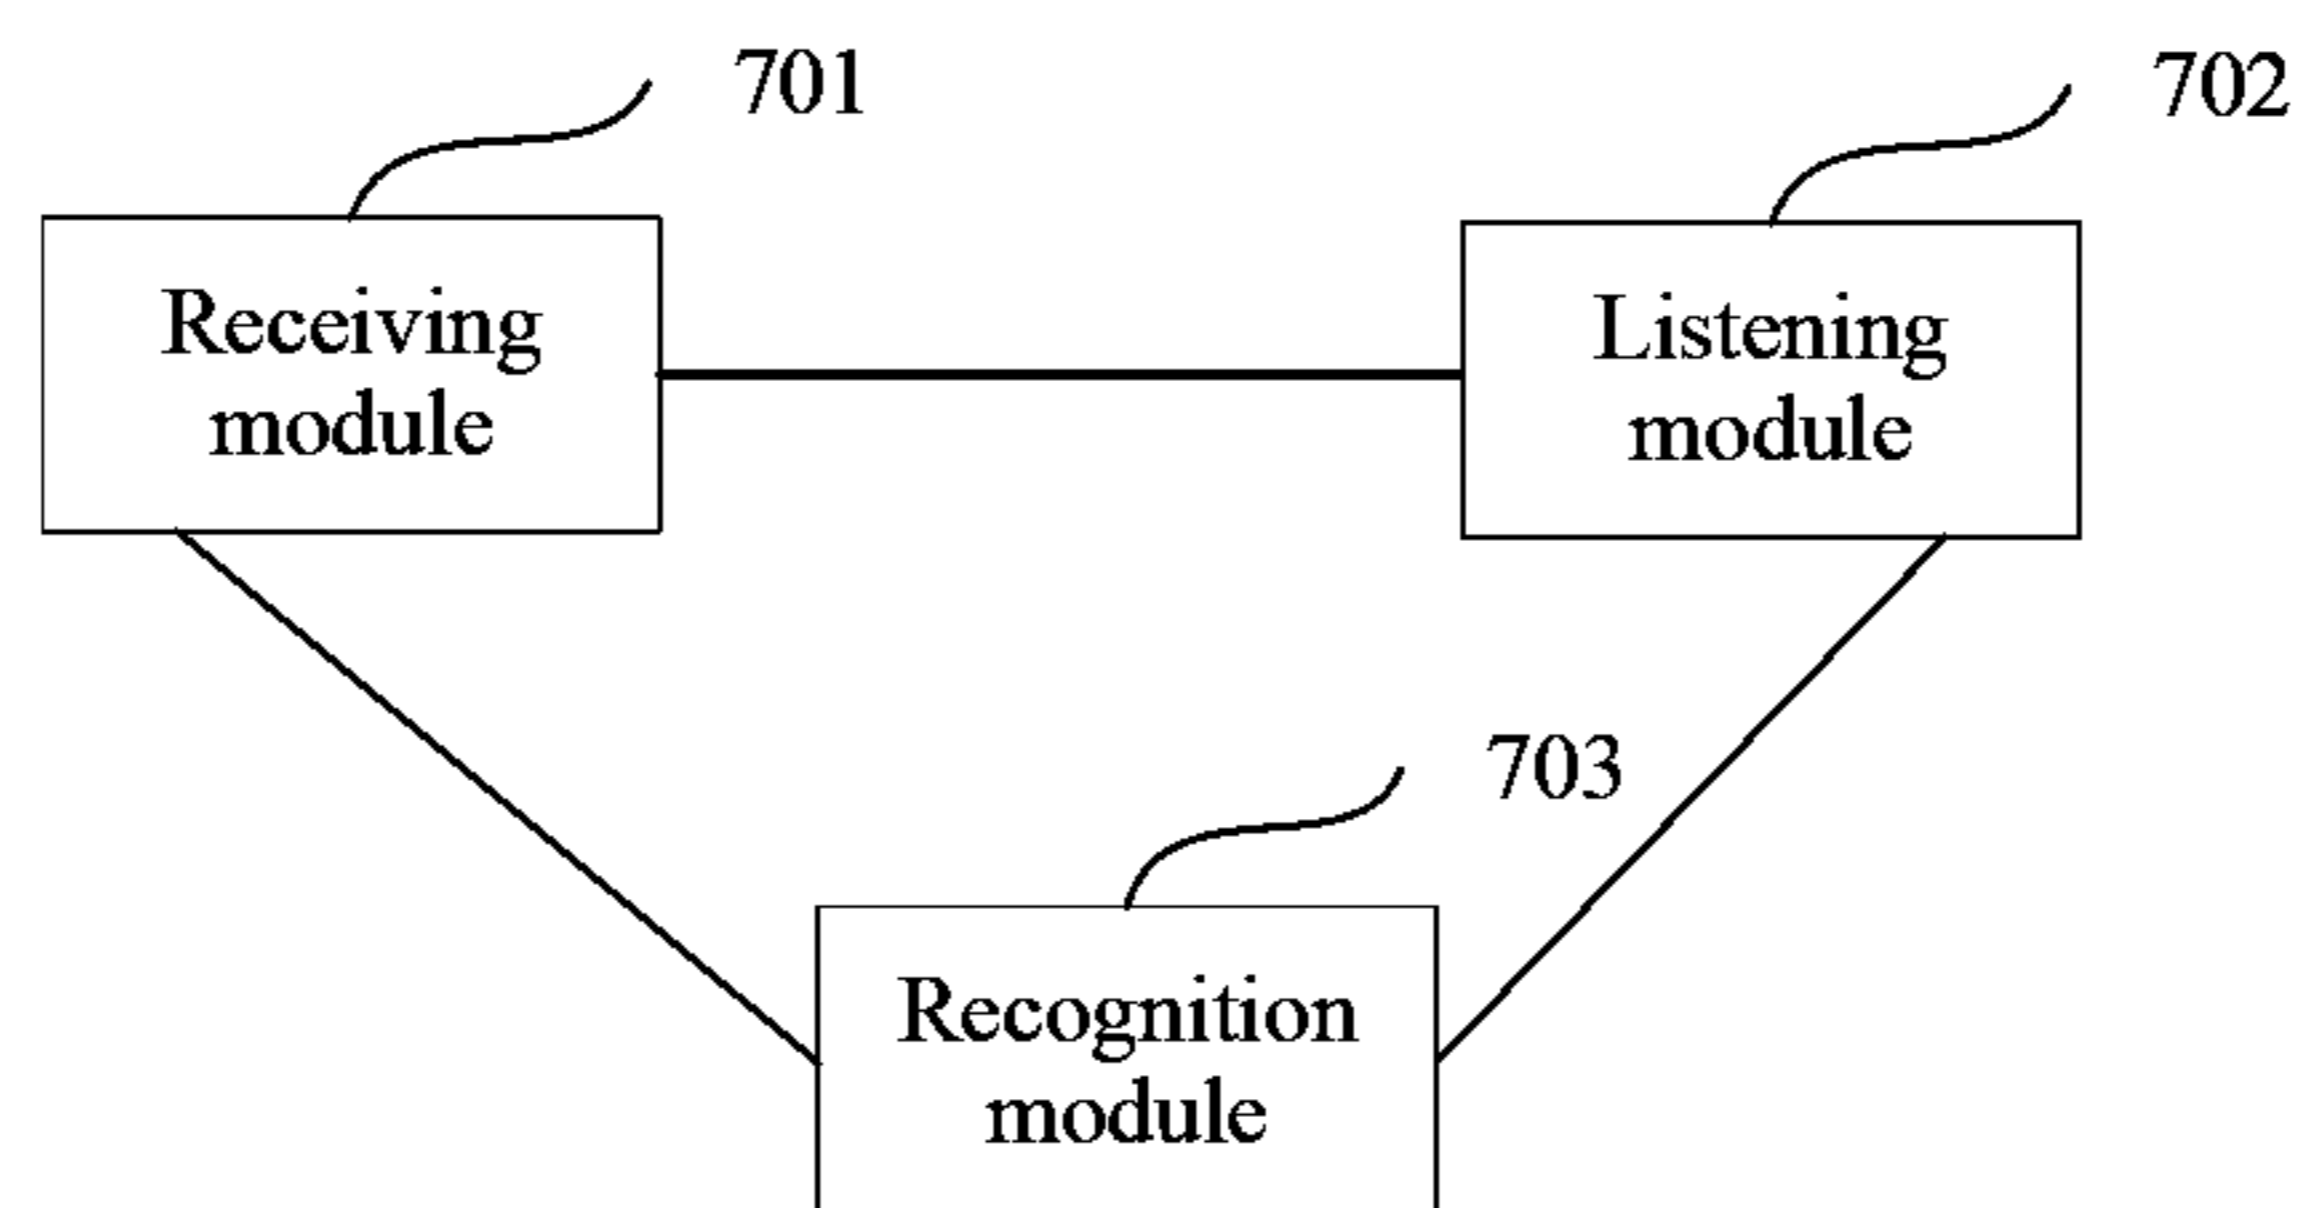 701
702
Receiving
module
Listening
module
703
Recognition
module